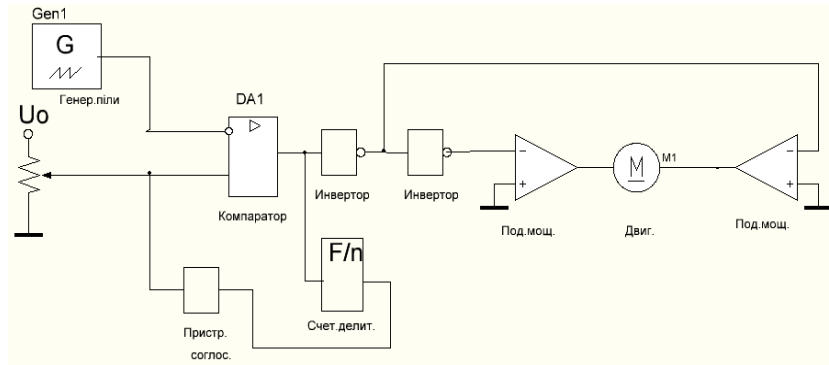 Gen1
G
Генер.піли
Uo
DA1
Компаратор
Инвертор
Инвертор
−
+
Под.мощ.
M
M1
Двиг.
−
+
Под.мощ.
F/n
Счет.делит.
Пристр.
соглос.